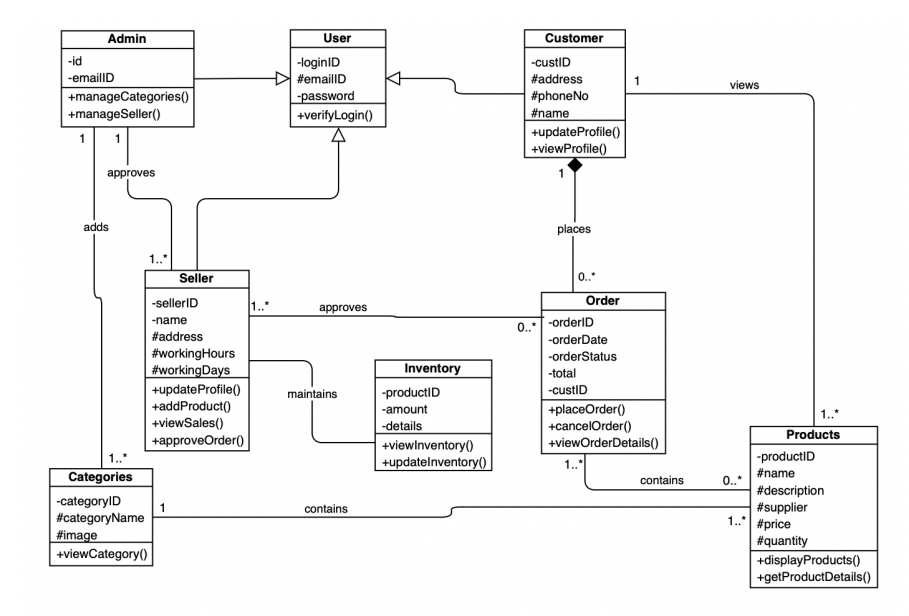 Admin
-id
-emailID
+manageCategories()
+manageSeller()
User
-loginID
#emailID
-password
+verifyLogin()
Customer
-custID
#address
#phoneNo
#name
+updateProfile()
+viewProfile()
1
views
1
1
approves
1
places
adds
1..*
0..*
Seller
-sellerID
-name
#address
#workingHours
#workingDays
+updateProfile()
+addProduct()
+viewSales()
+approveOrder()
1..*
approves
0..*
Order
-orderID
-orderDate
-orderStatus
-total
-custID
+placeOrder()
+cancelOrder()
+viewOrderDetails()
maintains
Inventory
-productID
-amount
-details
+viewInventory()
+updateInventory()
1..*
Products
-productID
#name
#description
#supplier
#price
#quantity
+displayProducts()
+getProductDetails()
1..*
contains
0..*
1..*
Categories
-categoryID
#categoryName
#image
+viewCategory()
1
contains
1..*